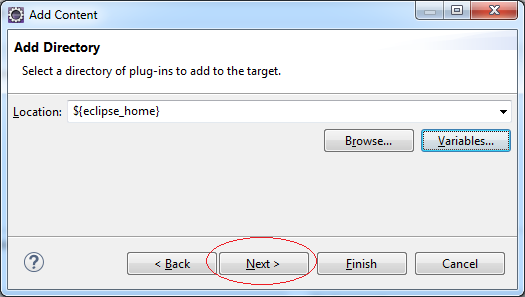 Add Content
Add Directory
Select a directory of plug-ins to add to the target.
Location: ${eclipse_home}
Browse... Variables...
? < Back Next > Finish Cancel